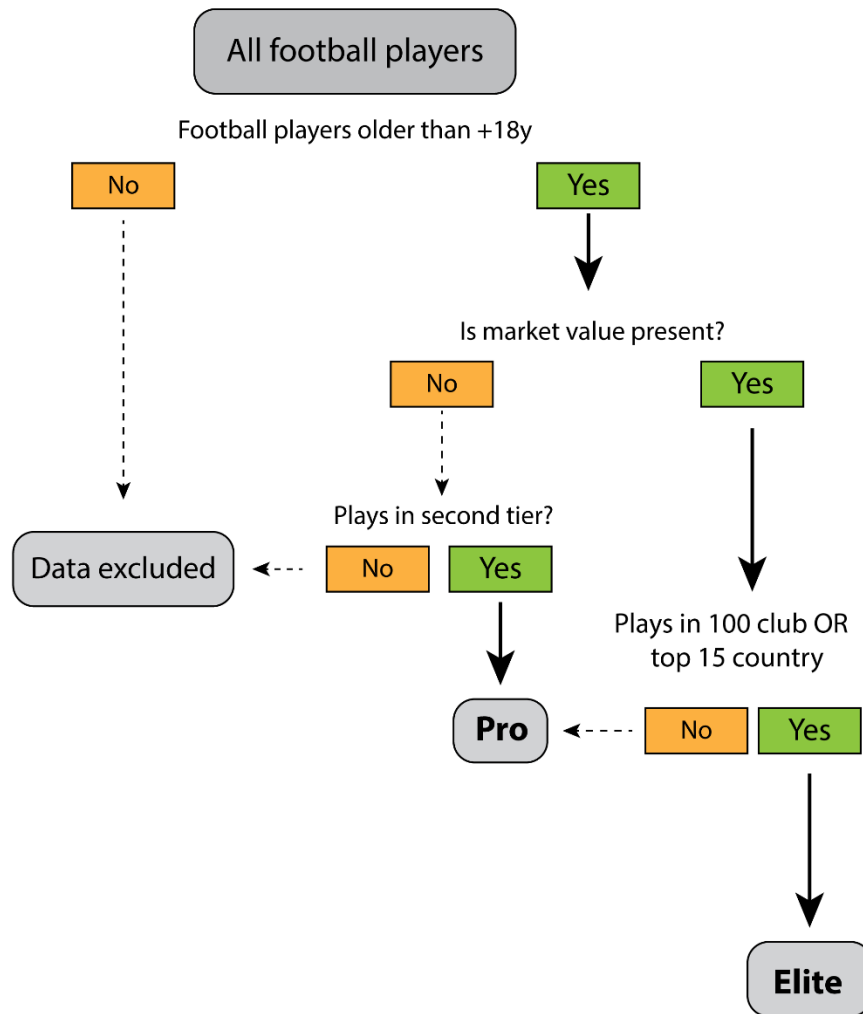 All football players
Football players older than +18y
No
Yes
Is market value present?
No
Yes
Plays in second tier?
Data excluded
No
Yes
Plays in 100 club OR
top 15 country
Pro
No
Yes
Elite